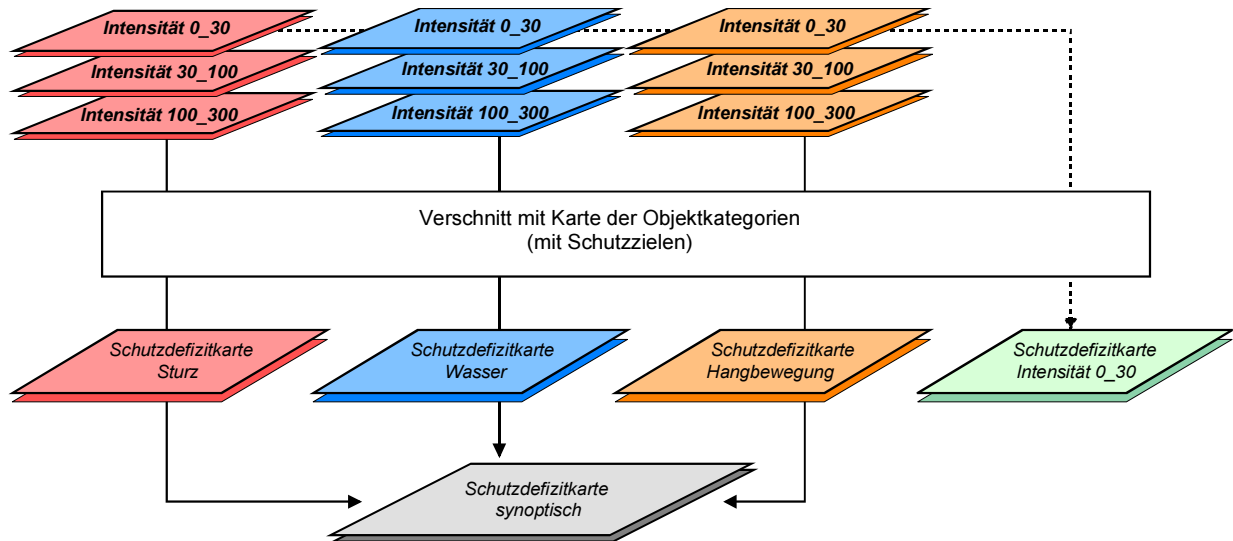 Intensität 0_30
Intensität 0_30
Intensität 0_30
Intensität 30_100
Intensität 30_100
Intensität 30_100
Intensität 100_300
Intensität 100_300
Intensität 100_300
Verschnitt mit Karte der Objektkategorien
(mit Schutzzielen)
Schutzdefizitkarte
Sturz
Schutzdefizitkarte
Wasser
Schutzdefizitkarte
Hangbewegung
Schutzdefizitkarte
Intensität 0_30
Schutzdefizitkarte
synoptisch